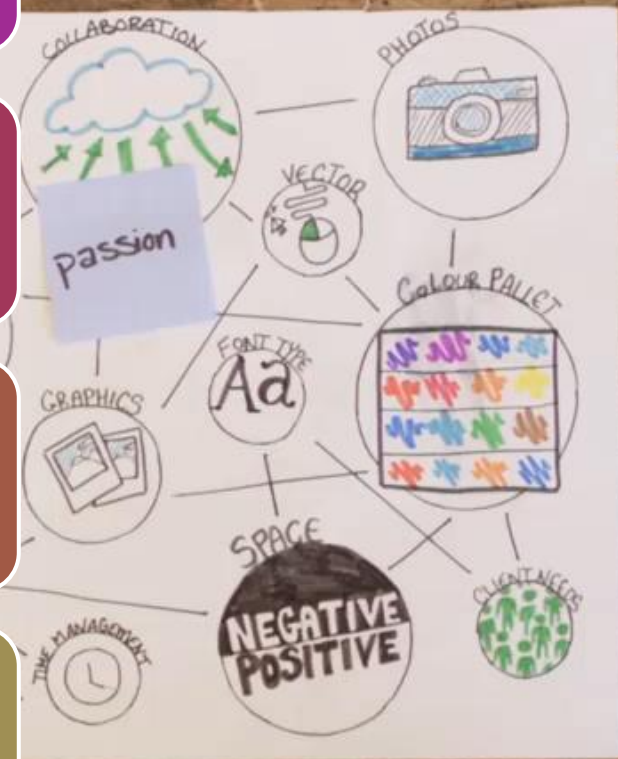 COLLABORATION
PHOTOS
VECTOR
passion
COLOUR PALLET
FONT TYPE
Aa
GRAPHICS
SPACE
NEGATIVE
POSITIVE
CLIENT NEEDS
TIME MANAGEMENT